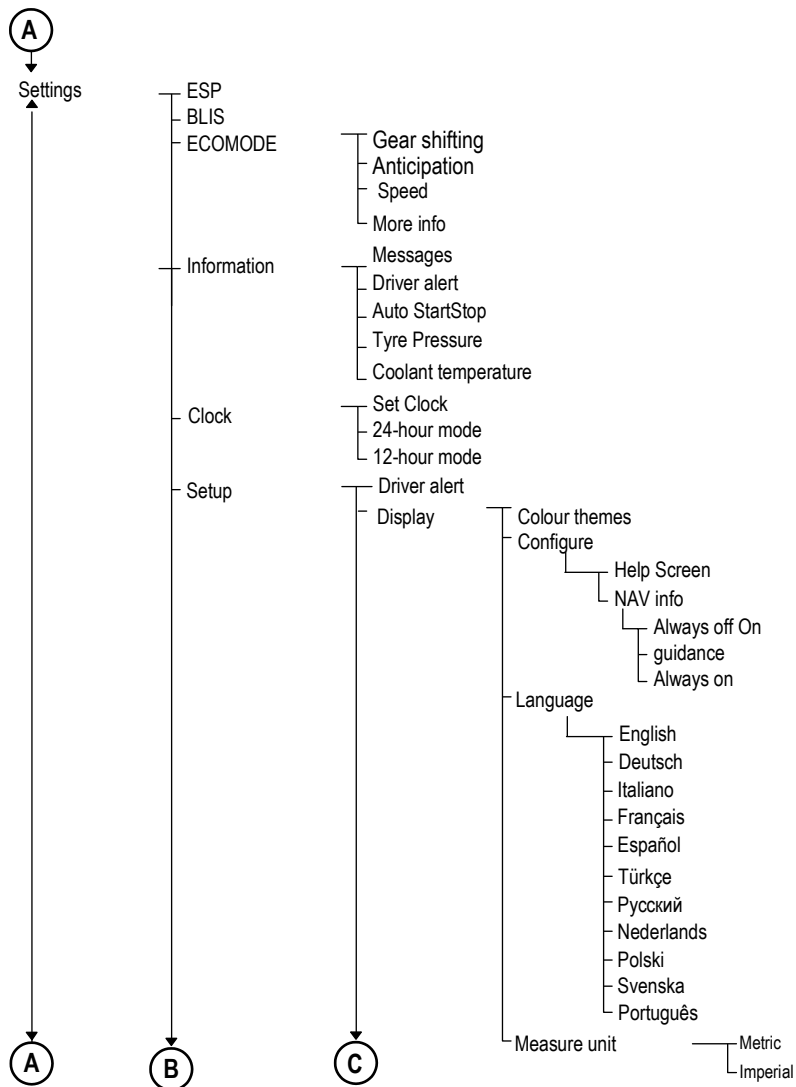 A
Settings
ESP
BLIS
ECOMODE
Gear shifting
Anticipation
Speed
More info
Information
Messages
Driver alert
Auto StartStop
Tyre Pressure
Coolant temperature
Clock
Set Clock
24-hour mode
12-hour mode
Setup
Driver alert
Display
Colour themes
Configure
Help Screen
NAV info
Always off On
guidance
Always on
Language
English
Deutsch
Italiano
Français
Español
Türkçe
Русский
Nederlands
Polski
Svenska
Português
Measure unit
Metric
Imperial
A
B
C